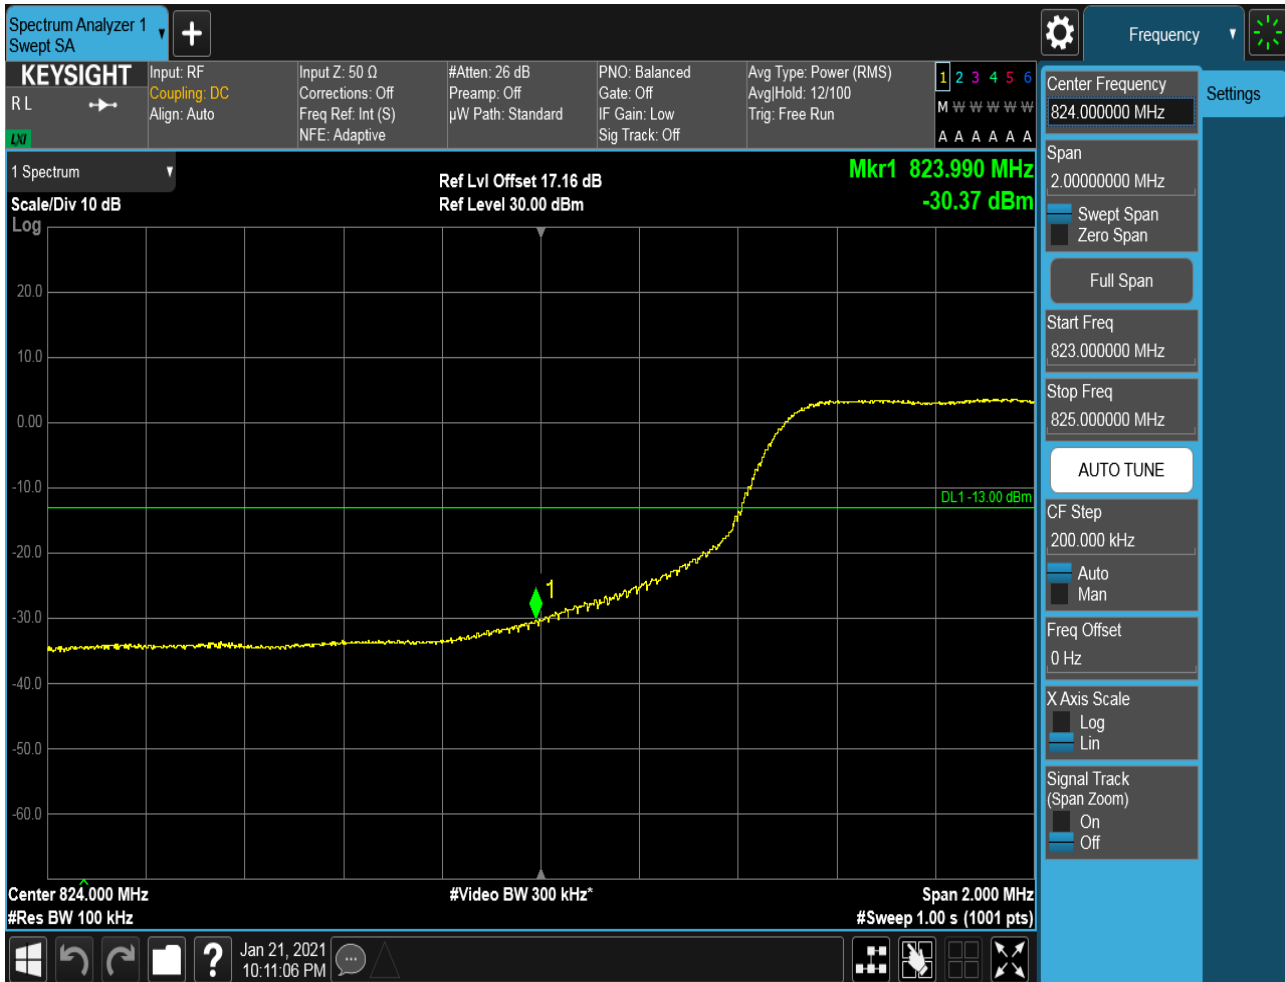 Spectrum Analyzer 1
Swept SA
Frequency
KEYSIGHT
R L
LXI
Input: RF
Coupling: DC
Align: Auto
Input Z: 50 Ω
Corrections: Off
Freq Ref: Int (S)
NFE: Adaptive
#Atten: 26 dB
Preamp: Off
µW Path: Standard
PNO: Balanced
Gate: Off
IF Gain: Low
Sig Track: Off
Avg Type: Power (RMS)
Avg|Hold: 12/100
Trig: Free Run
1 2 3 4 5 6
M W W W W W
A A A A A A
1 Spectrum
Scale/Div 10 dB
Log
Ref Lvl Offset 17.16 dB
Ref Level 30.00 dBm
Mkr1 823.990 MHz
-30.37 dBm
20.0
10.0
0.00
-10.0
DL1 -13.00 dBm
-20.0
1
-30.0
-40.0
-50.0
-60.0
Center 824.000 MHz
#Video BW 300 kHz*
Span 2.000 MHz
#Res BW 100 kHz
#Sweep 1.00 s (1001 pts)
?
Jan 21, 2021
10:11:06 PM
Center Frequency
824.000000 MHz
Settings
Span
2.00000000 MHz
Swept Span
Zero Span
Full Span
Start Freq
823.000000 MHz
Stop Freq
825.000000 MHz
AUTO TUNE
CF Step
200.000 kHz
Auto
Man
Freq Offset
0 Hz
X Axis Scale
Log
Lin
Signal Track
(Span Zoom)
On
Off